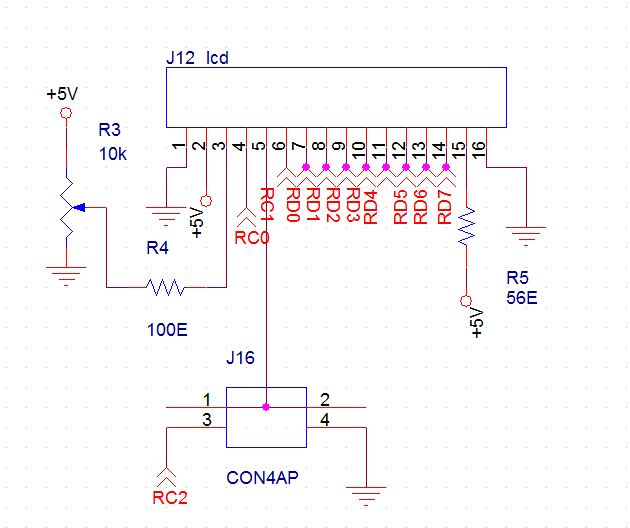 J12 lcd
+5V
R3
10k
1 2 3 4 5 6 7 8 9 10 11 12 13 14 15 16
+5V
RC0
RC1
RD0
RD1
RD2
RD3
RD4
RD5
RD6
RD7
R4
100E
R5
56E
+5V
J16
1 2
3 4
CON4AP
RC2